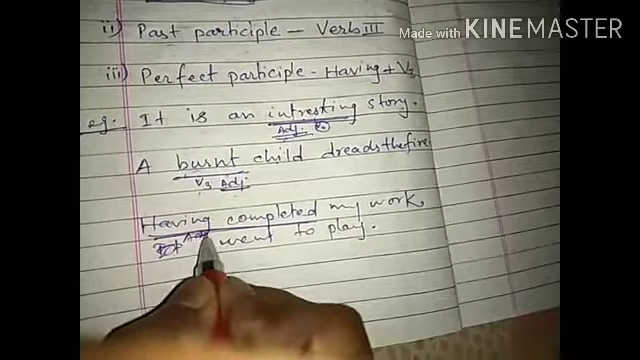 ii) Past participle - Verb III
Made with KINEMASTER
iii) Perfect participle - Having + V3
eg: It is an intresting story.
Adj.
A burnt child dreads the fire
V3 Adj.
Having completed my work,
went to play.